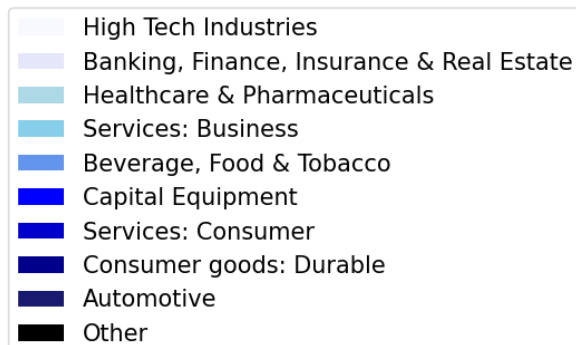 High Tech Industries
Banking, Finance, Insurance & Real Estate
Healthcare & Pharmaceuticals
Services: Business
Beverage, Food & Tobacco
Capital Equipment
Services: Consumer
Consumer goods: Durable
Automotive
Other